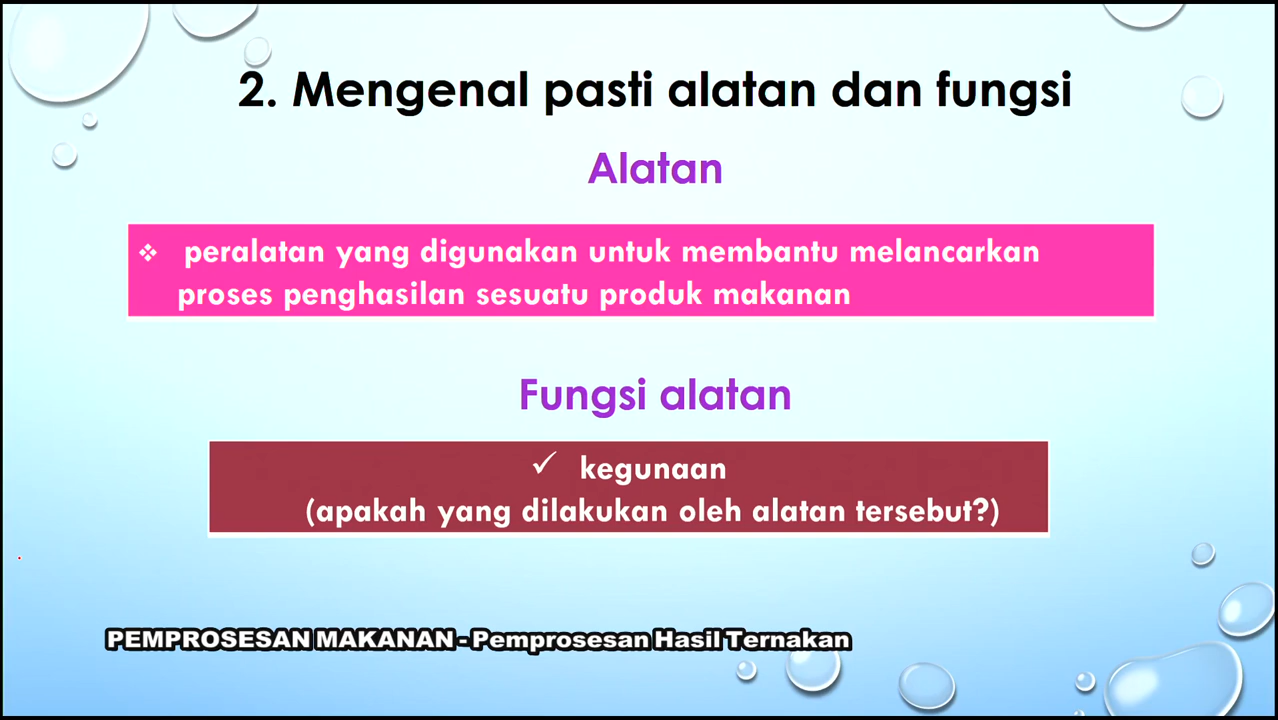 2. Mengenal pasti alatan dan fungsi
Alatan
❖ peralatan yang digunakan untuk membantu melancarkan
proses penghasilan sesuatu produk makanan
Fungsi alatan
✓ kegunaan
(apakah yang dilakukan oleh alatan tersebut?)
PEMPROSESAN MAKANAN - Pemprosesan Hasil Ternakan